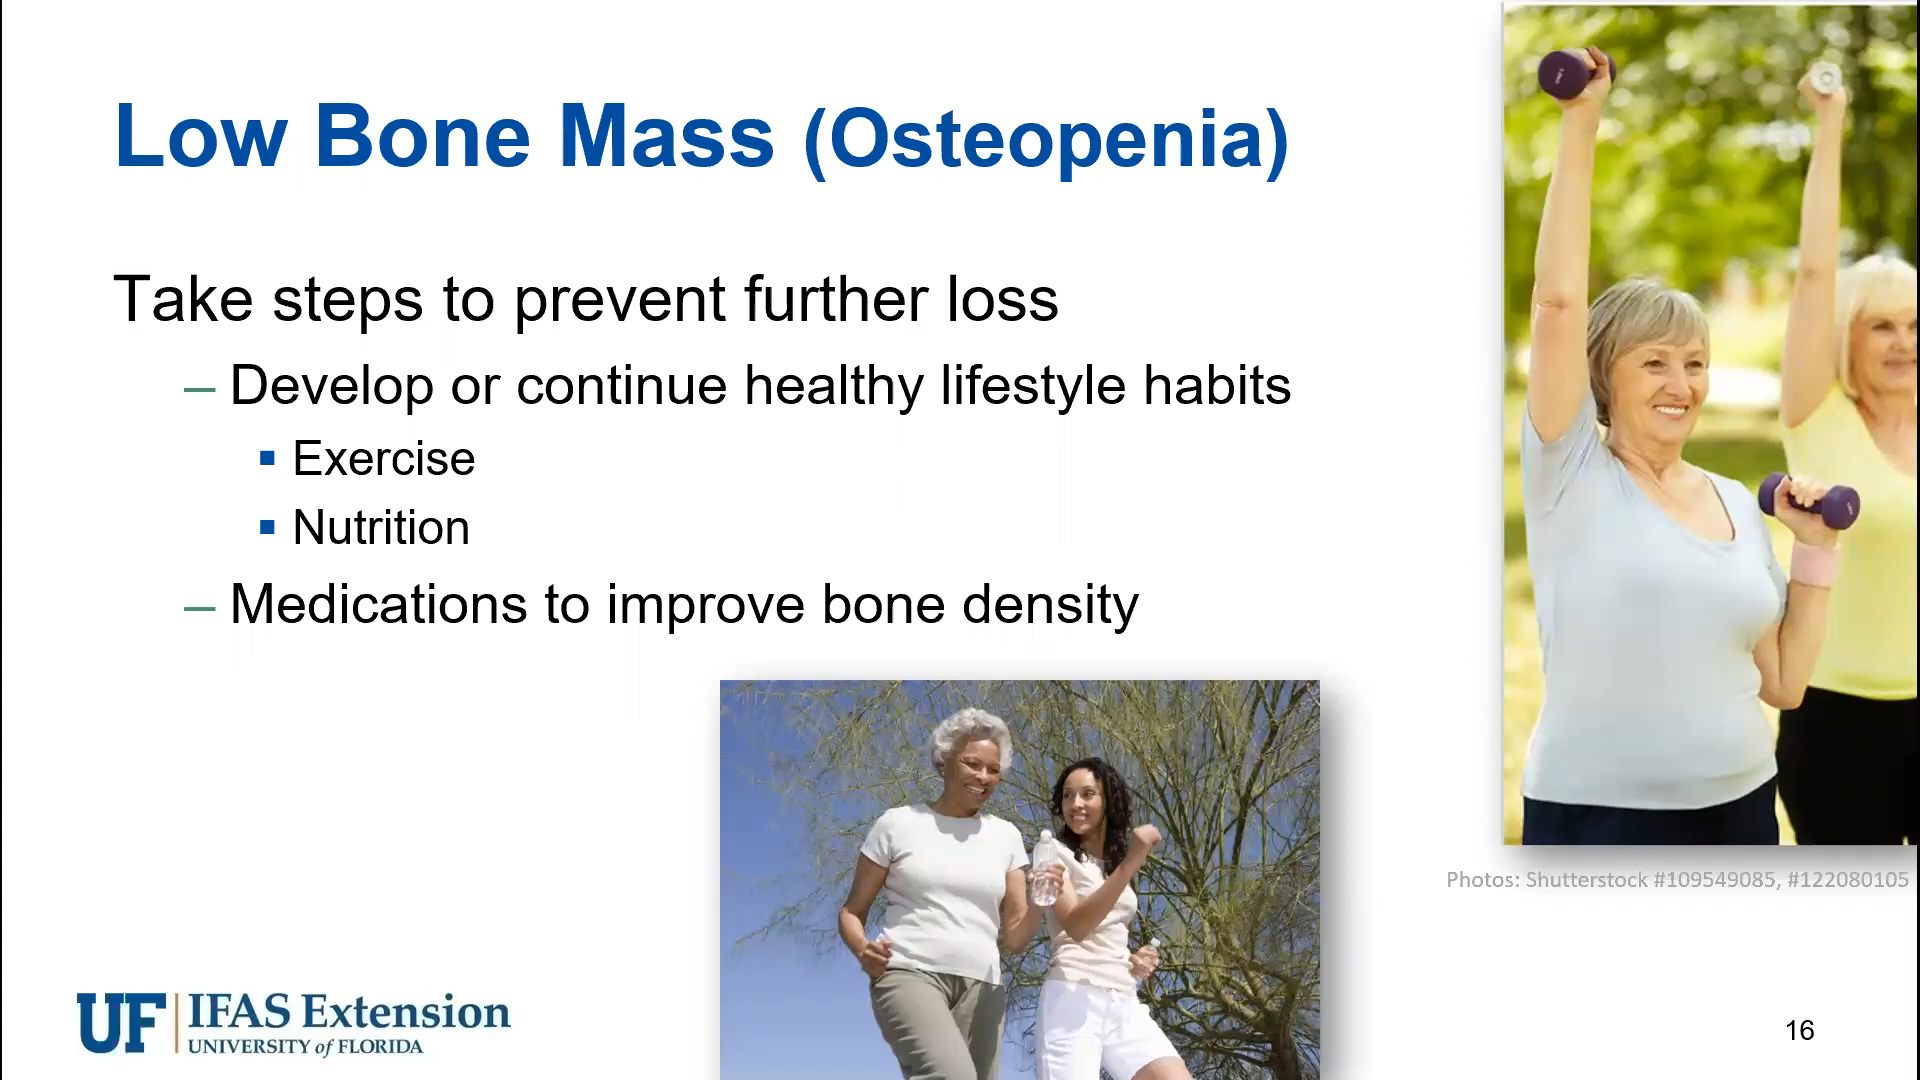 Low Bone Mass (Osteopenia)
Take steps to prevent further loss
– Develop or continue healthy lifestyle habits
▪ Exercise
▪ Nutrition
– Medications to improve bone density
Photos: Shutterstock #109549085, #122080105
UF IFAS Extension
UNIVERSITY of FLORIDA
16